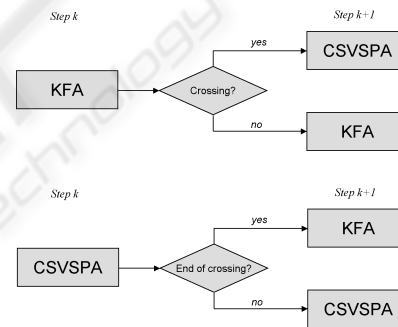 Step k
Step k+1
yes
CSVSPA
KFA
Crossing?
no
KFA
Step k
Step k+1
yes
KFA
CSVSPA
End of crossing?
no
CSVSPA